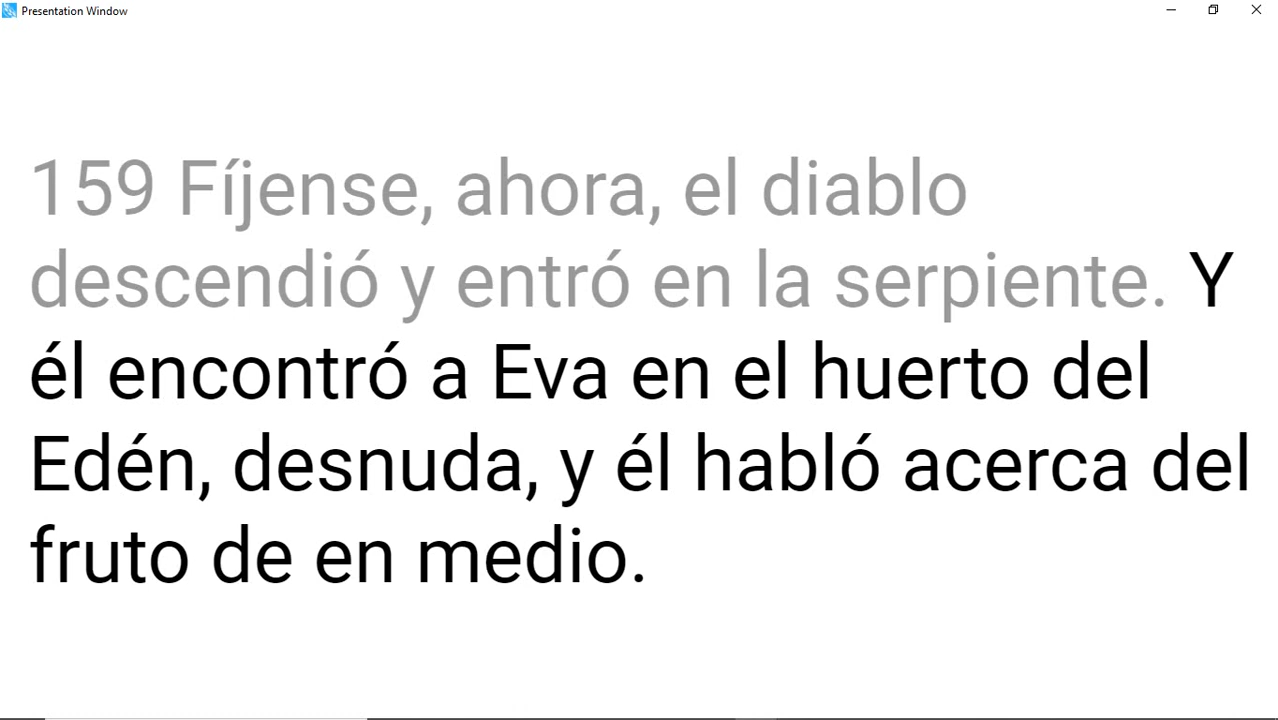 Presentation Window
159 Fíjense, ahora, el diablo
descendió y entró en la serpiente. Y
él encontró a Eva en el huerto del
Edén, desnuda, y él habló acerca del
fruto de en medio.